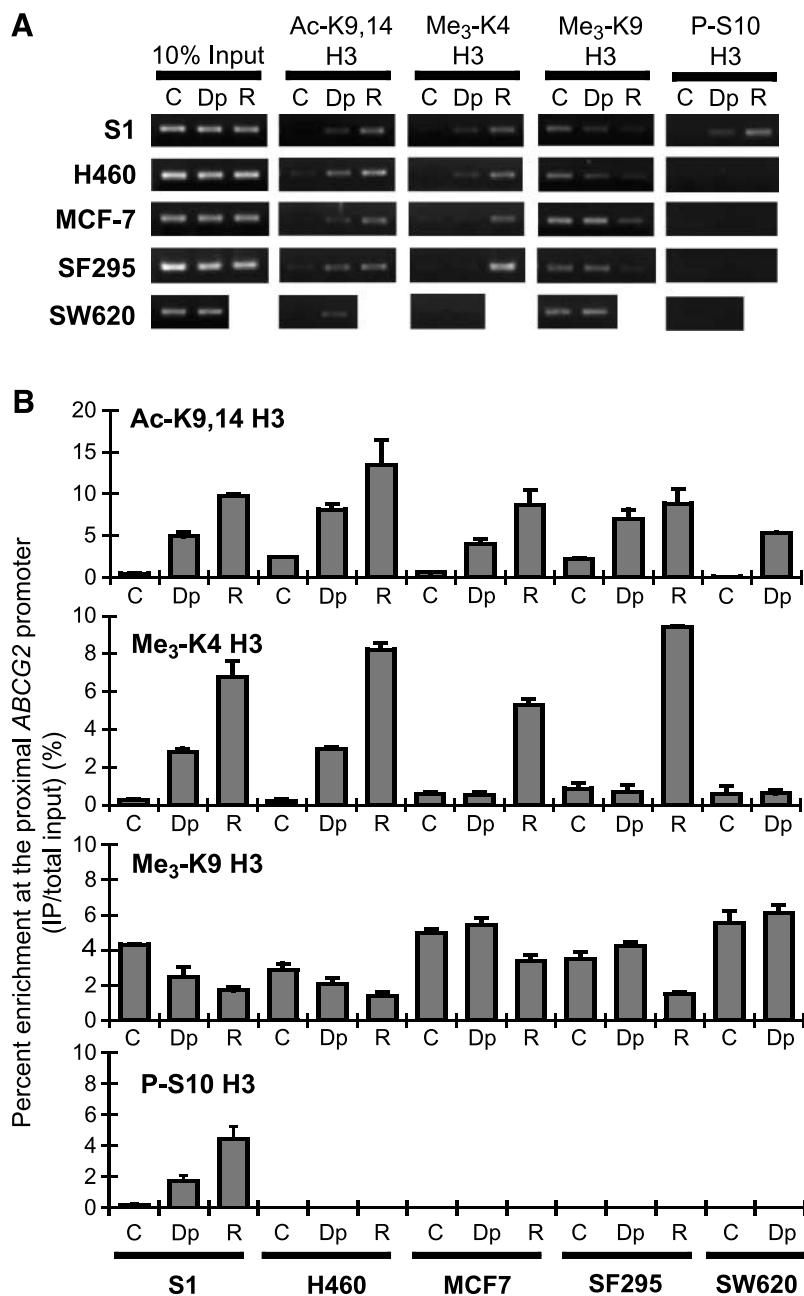 A
10% Input
Ac-K9,14 H3
Me₃-K4 H3
Me₃-K9 H3
P-S10 H3
C Dp R C Dp R C Dp R C Dp R C Dp R
S1
H460
MCF-7
SF295
SW620
B
Percent enrichment at the proximal ABCG2 promoter
(IP/total input) (%)
Ac-K9,14 H3
20
15
10
5
0
C Dp R C Dp R C Dp R C Dp R C Dp
Me₃-K4 H3
10
8
6
4
2
0
C Dp R C Dp R C Dp R C Dp R C Dp
Me₃-K9 H3
10
8
6
4
2
0
C Dp R C Dp R C Dp R C Dp R C Dp
P-S10 H3
10
8
6
4
2
0
C Dp R C Dp R C Dp R C Dp R C Dp
S1 H460 MCF7 SF295 SW620